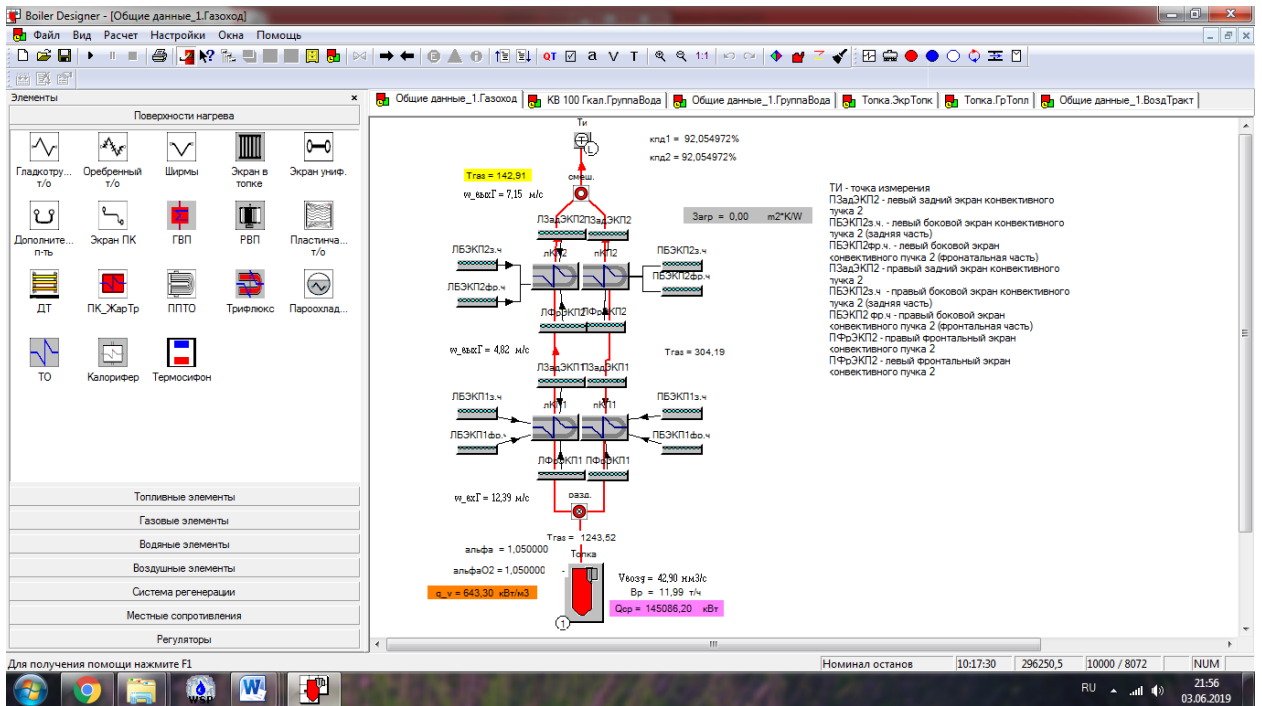 Boiler Designer - [Общие данные_1.Газоход]
Файл Вид Расчет Настройки Окна Помощь
QT a V T 1:1
Элементы
Поверхности нагрева
Гладкотру... т/о
Оребренный т/о
Ширмы
Экран в топке
Экран униф.
Дополните... п-ть
Экран ПК
ГВП
РВП
Пластинча... т/о
ДТ
ПК_ЖарТр
ППТО
Трифлюкс
Пароохлад...
ТО
Калорифер
Термосифон
Топливные элементы
Газовые элементы
Водяные элементы
Воздушные элементы
Система регенерации
Местные сопротивления
Регуляторы
Общие данные_1.Газоход
КВ 100 Гкал.ГруппаВода
Общие данные_1.ГруппаВода
Топка.ЭкрТопк
Топка.ГрТопл
Общие данные_1.ВоздТракт
Ти
L
кпд1 = 92,054972%
кпд2 = 92,054972%
Tгаз = 142,91
смеш.
w_выхГ = 7,15 м/с
Загр = 0,00 m2*K/W
ЛЗадЭКП2
ПЗадЭКП2
ЛБЭКП2з.ч
лКП2
пКП2
ПБЭКП2з.ч
ЛБЭКП2фр.ч
ПБЭКП2фр.ч
ЛФрЭКП2
ПФрЭКП2
w_выхГ = 4,82 м/с
Tгаз = 304,19
ЛЗадЭКП1
ПЗадЭКП1
ЛБЭКП1з.ч
лКП1
пКП1
ПБЭКП1з.ч
ЛБЭКП1фр.ч
ПБЭКП1фр.ч
ЛФрЭКП1
ПФрЭКП1
w_вхГ = 12,39 м/с
разд.
Tгаз = 1243,52
альфа = 1,050000
Топка
альфаО2 = 1,050000
q_v = 643,30 кВт/м3
Vвозд = 42,90 нм3/с
Вр = 11,99 т/ч
Qср = 145086,20 кВт
1
ТИ - точка измерения
ПЗадЭКП2 - левый задний экран конвективного
пучка 2
ПБЭКП2з.ч. - левый боковой экран конвективного
пучка 2 (задняя часть)
ПБЭКП2фр.ч. - левый боковой экран
конвективного пучка 2 (фронатальная часть)
ПЗадЭКП2 - правый задний экран конвективного
пучка 2
ПБЭКП2з.ч - правый боковой экран конвективного
пучка 2 (задняя часть)
ПБЭКП2 фр.ч - правый боковой экран
конвективного пучка 2 (фронтальная часть)
ПФрЭКП2 - правый фронтальный экран
конвективного пучка 2
ПФрЭКП2 - левый фронтальный экран
конвективного пучка 2
Для получения помощи нажмите F1
Номинал останов
10:17:30
296250,5
10000 / 8072
NUM
WSP
RU
21:56
03.06.2019